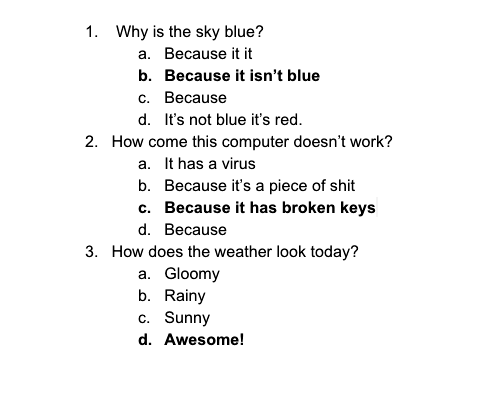 1. Why is the sky blue?
a. Because it it
b. Because it isn't blue
c. Because
d. It's not blue it's red.
2. How come this computer doesn't work?
a. It has a virus
b. Because it's a piece of shit
c. Because it has broken keys
d. Because
3. How does the weather look today?
a. Gloomy
b. Rainy
c. Sunny
d. Awesome!